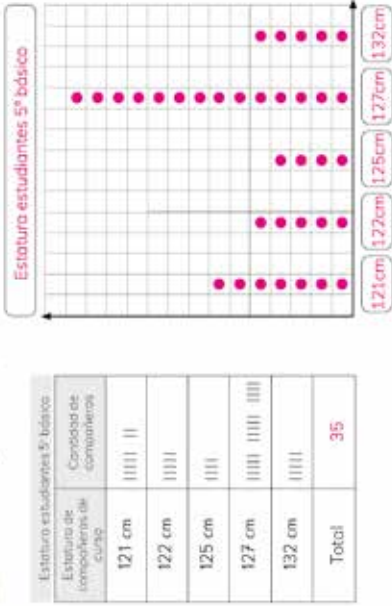 Estatura estudiantes 5° básico
Estatura de compañeros de curso
Cantidad de compañeros
121 cm ||||| ||
122 cm |||||
125 cm ||||
127 cm ||||| ||||| ||||
132 cm |||||
Total 35
Estatura estudiantes 5° básico
121cm 122cm 125cm 127cm 132cm